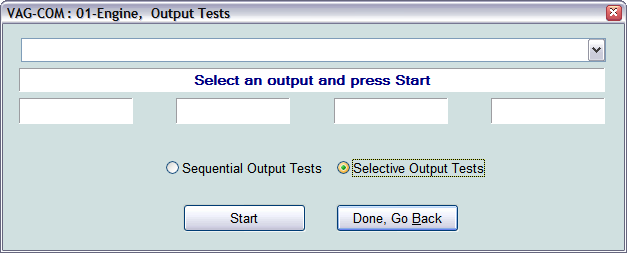 VAG-COM : 01-Engine, Output Tests
Select an output and press Start
Sequential Output Tests Selective Output Tests
Start Done, Go Back